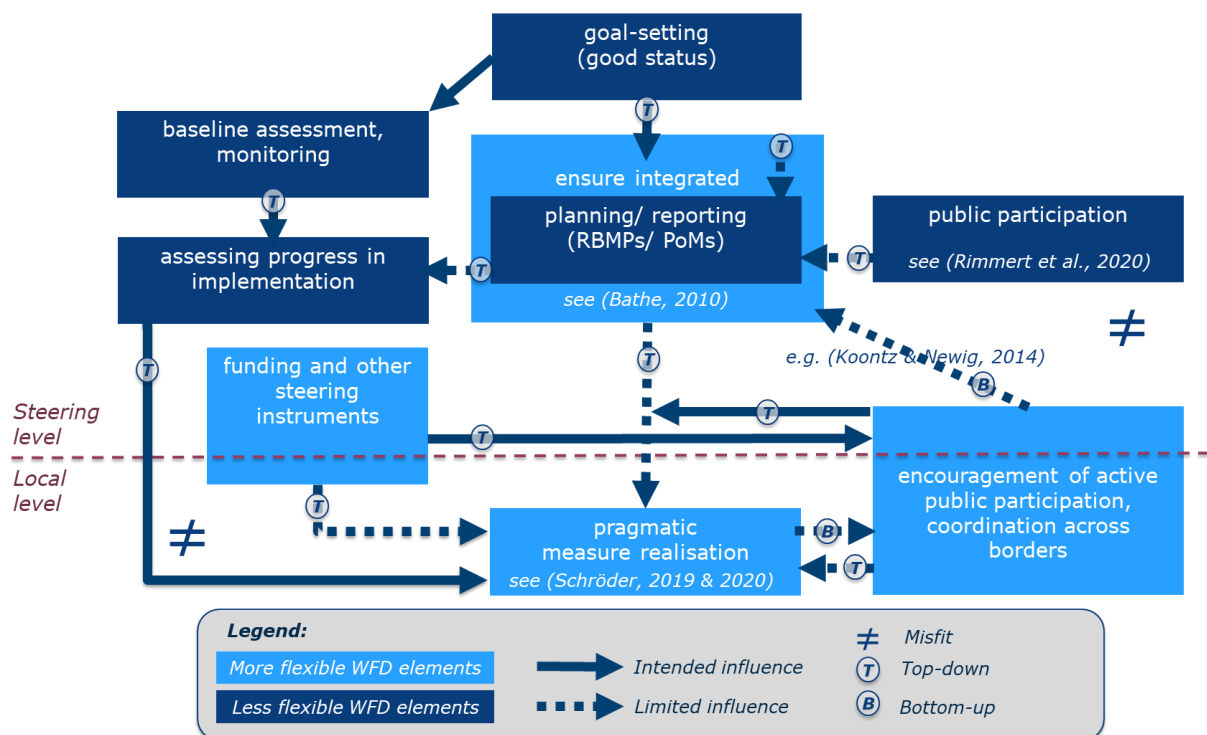 goal-setting
(good status)
T
baseline assessment,
monitoring
T
ensure integrated
T
planning/ reporting
(RBMPs/ PoMs)
public participation
T
assessing progress in
implementation
T
T
see (Rimmert et al., 2020)
see (Bathe, 2010)
≠
T
T
e.g. (Koontz & Newig, 2014)
funding and other
steering
instruments
B
Steering
level
T
T
Local
level
encouragement of active
public participation,
coordination across
borders
T
pragmatic
measure realisation
B
≠
see (Schröder, 2019 & 2020)
T
Legend:
≠ Misfit
More flexible WFD elements
Intended influence
T Top-down
Less flexible WFD elements
Limited influence
B Bottom-up